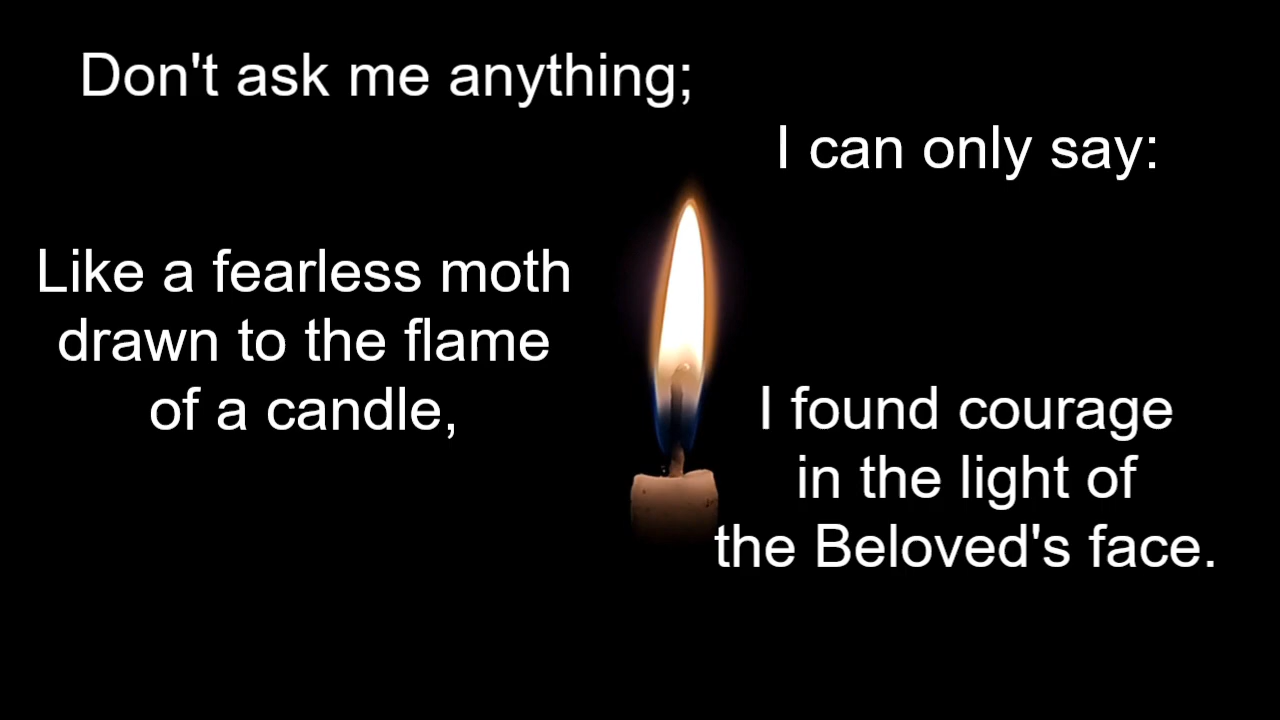 Don't ask me anything;
I can only say:
Like a fearless moth
drawn to the flame
of a candle,
I found courage
in the light of
the Beloved's face.